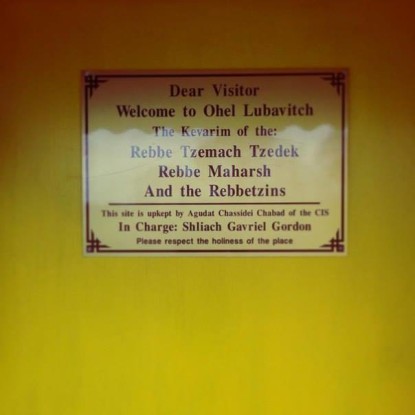 Dear Visitor
Welcome to Ohel Lubavitch
The Kevarim of the:
Rebbe Tzemach Tzedek
Rebbe Maharsh
And the Rebbetzins
This site is upkept by Agudat Chassidei Chabad of the CIS
In Charge: Shliach Gavriel Gordon
Please respect the holiness of the place